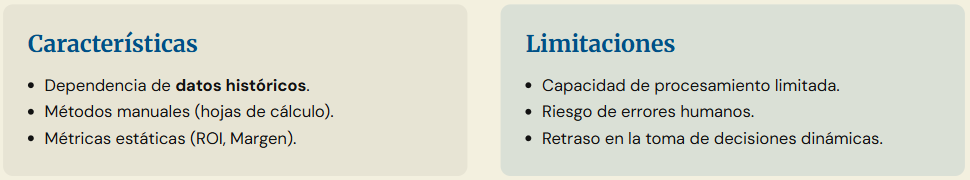 Características
• Dependencia de datos históricos.
• Métodos manuales (hojas de cálculo).
• Métricas estáticas (ROI, Margen).
Limitaciones
• Capacidad de procesamiento limitada.
• Riesgo de errores humanos.
• Retraso en la toma de decisiones dinámicas.